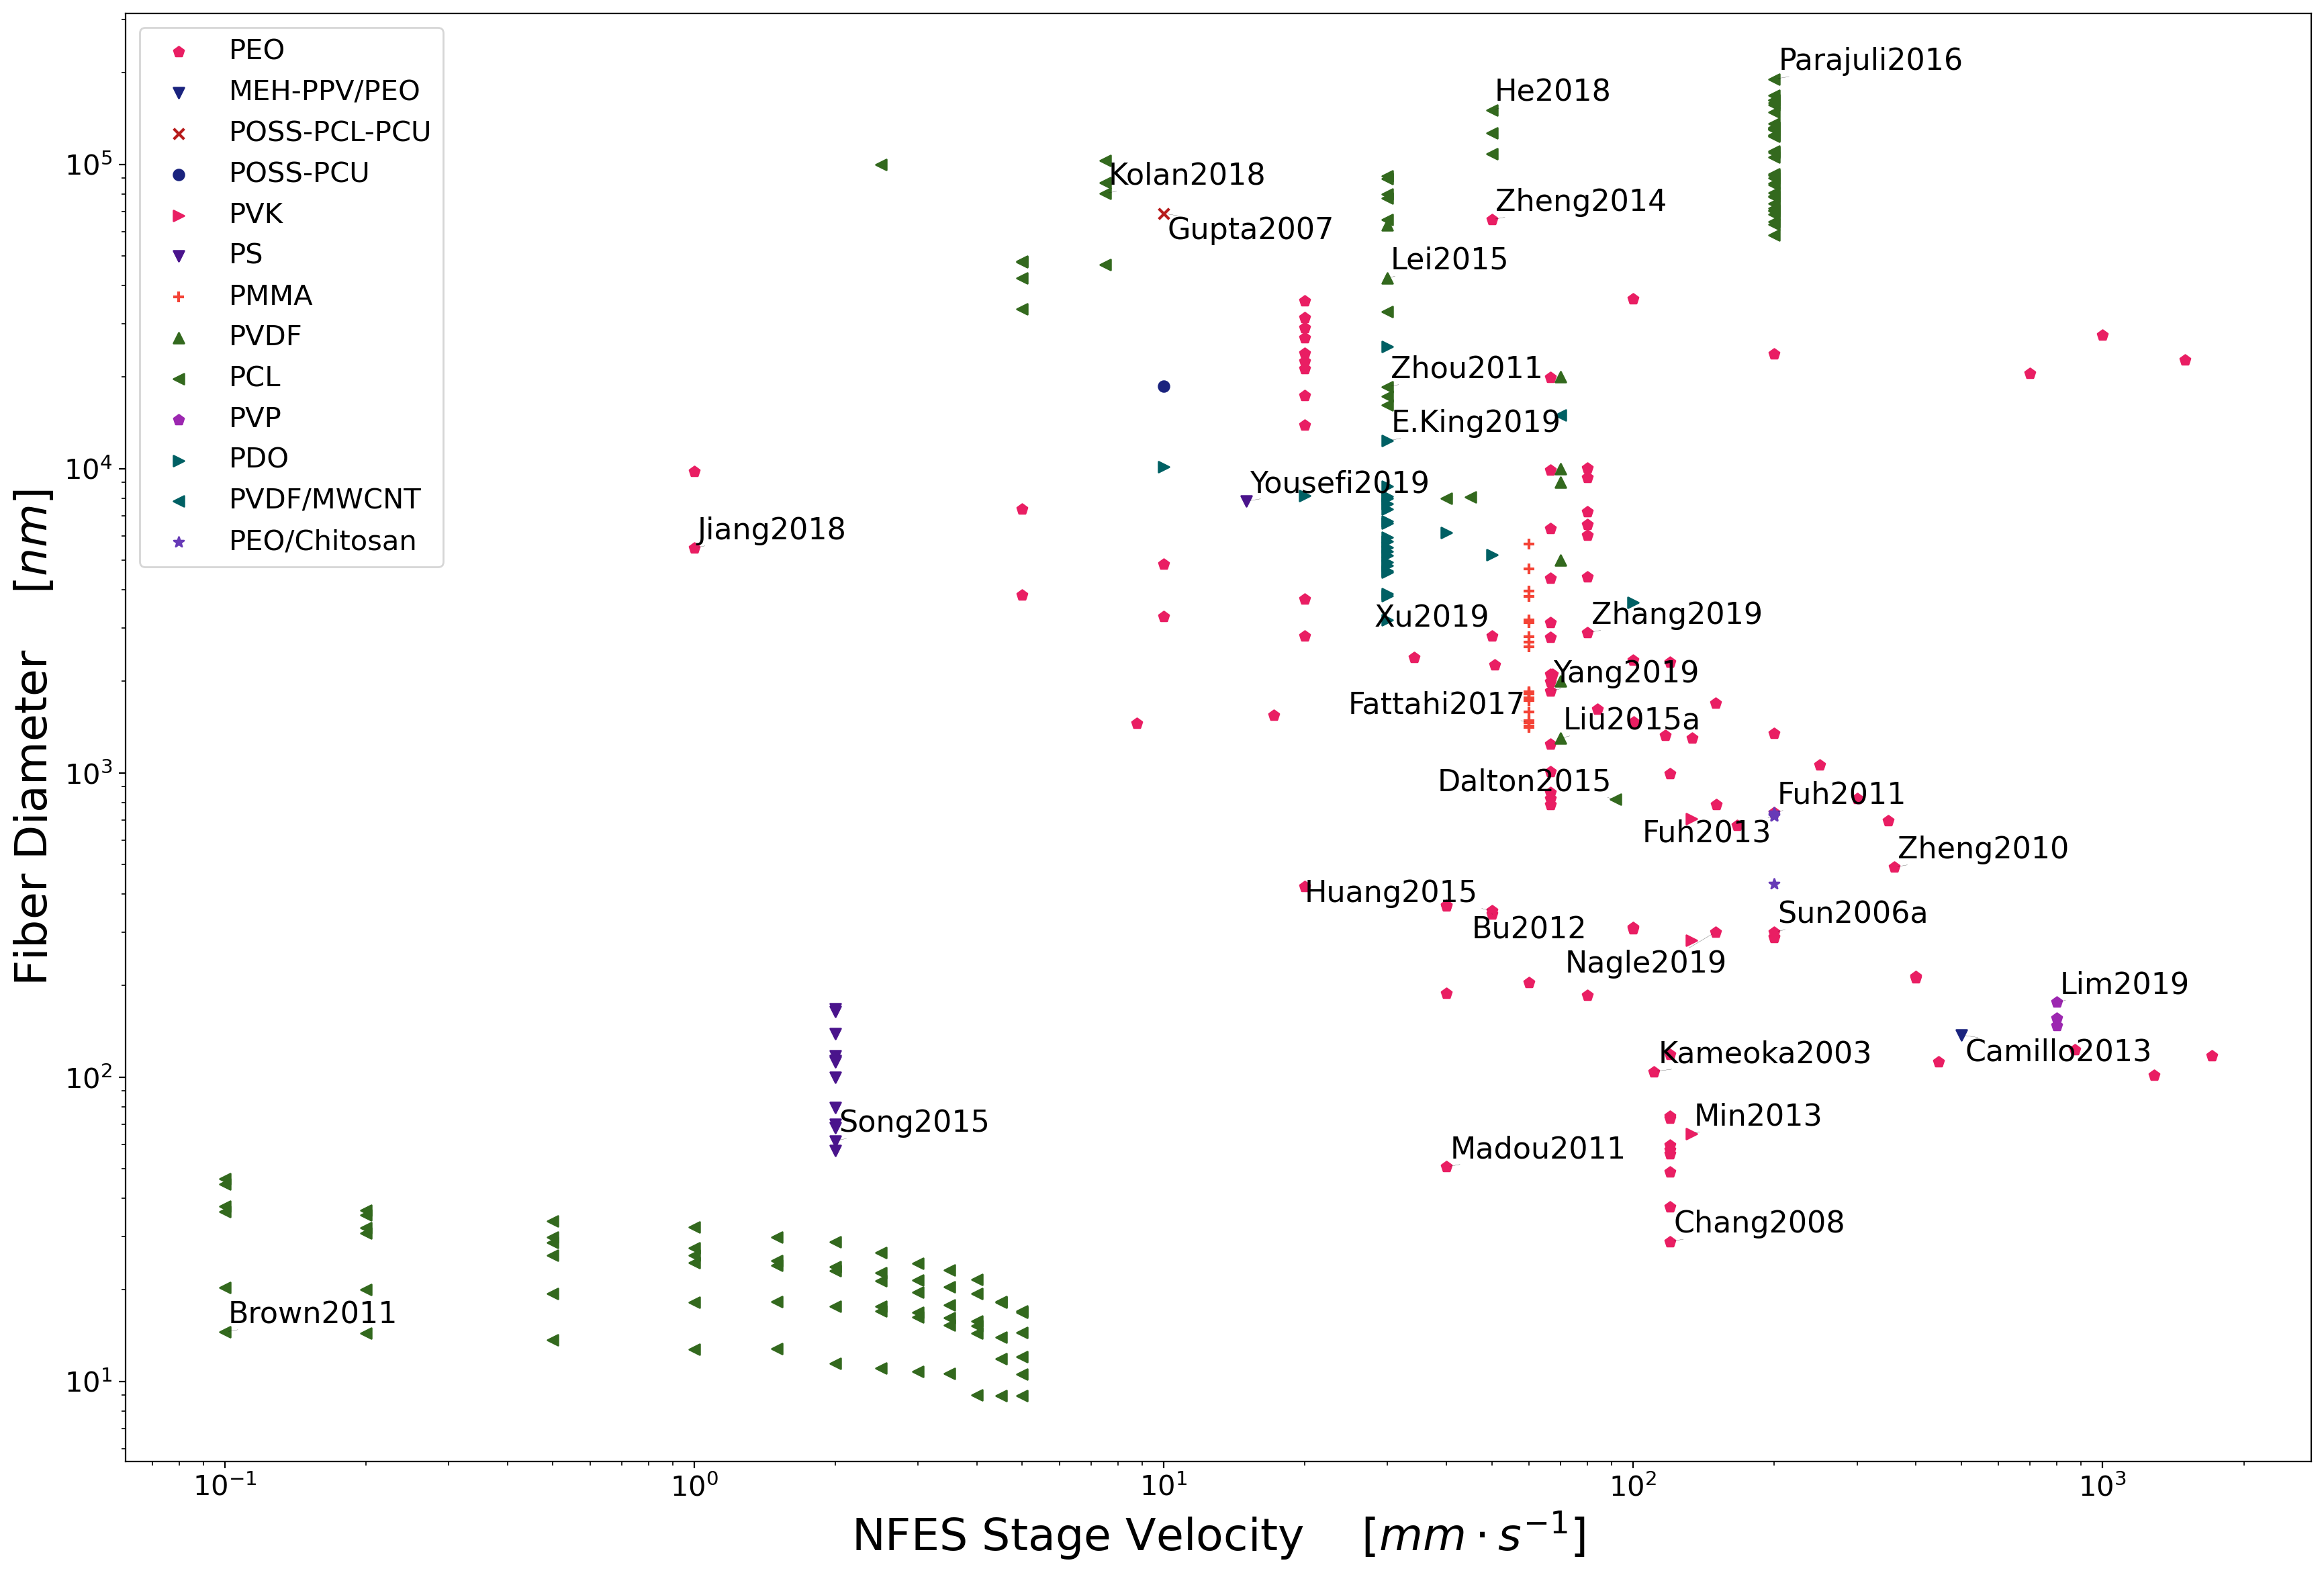 PEO
MEH-PPV/PEO
POSS-PCL-PCU
POSS-PCU
PVK
PS
PMMA
PVDF
PCL
PVP
PDO
PVDF/MWCNT
PEO/Chitosan
Parajuli2016
He2018
Kolan2018
Zheng2014
Gupta2007
Lei2015
Zhou2011
E.King2019
Yousefi2019
Jiang2018
Xu2019
Zhang2019
Yang2019
Fattahi2017
Liu2015a
Dalton2015
Fuh2011
Fuh2013
Zheng2010
Huang2015
Sun2006a
Bu2012
Nagle2019
Lim2019
Kameoka2003
Camillo2013
Song2015
Min2013
Madou2011
Chang2008
Brown2011
10⁵
10⁴
10³
10²
10¹
Fiber Diameter [nm]
10⁻¹ 10⁰ 10¹ 10² 10³
NFES Stage Velocity [mm · s⁻¹]